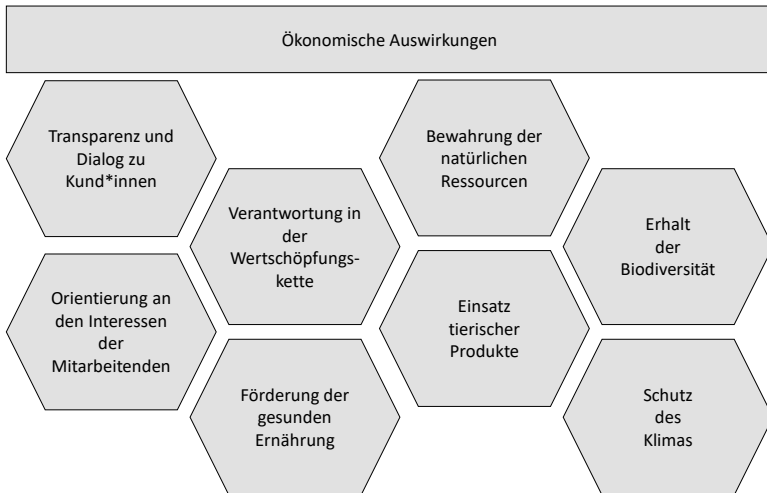 Ökonomische Auswirkungen
Transparenz und
Dialog zu
Kund*innen
Bewahrung der
natürlichen
Ressourcen
Verantwortung in
der
Wertschöpfungs-
kette
Erhalt
der
Biodiversität
Orientierung an
den Interessen
der
Mitarbeitenden
Einsatz
tierischer
Produkte
Förderung der
gesunden
Ernährung
Schutz
des
Klimas